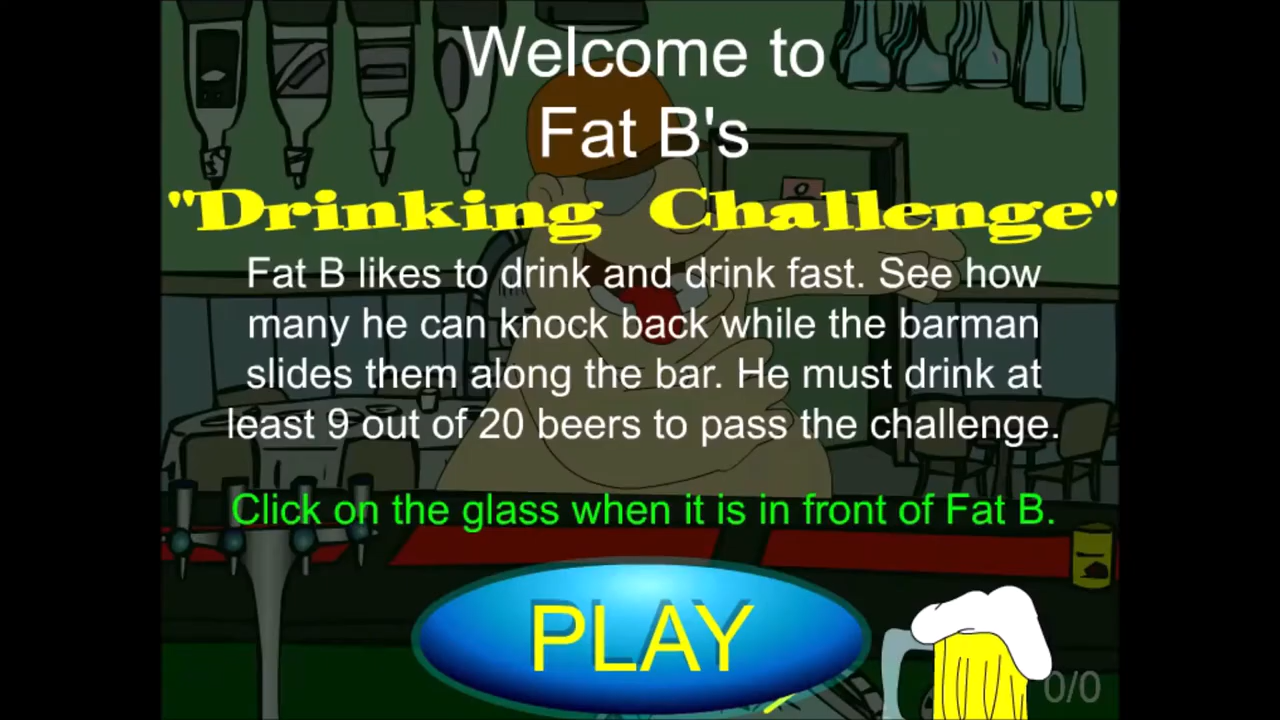 Welcome to
Fat B's
"Drinking Challenge"
Fat B likes to drink and drink fast. See how
many he can knock back while the barman
slides them along the bar. He must drink at
least 9 out of 20 beers to pass the challenge.
Click on the glass when it is in front of Fat B.
PLAY
0/0